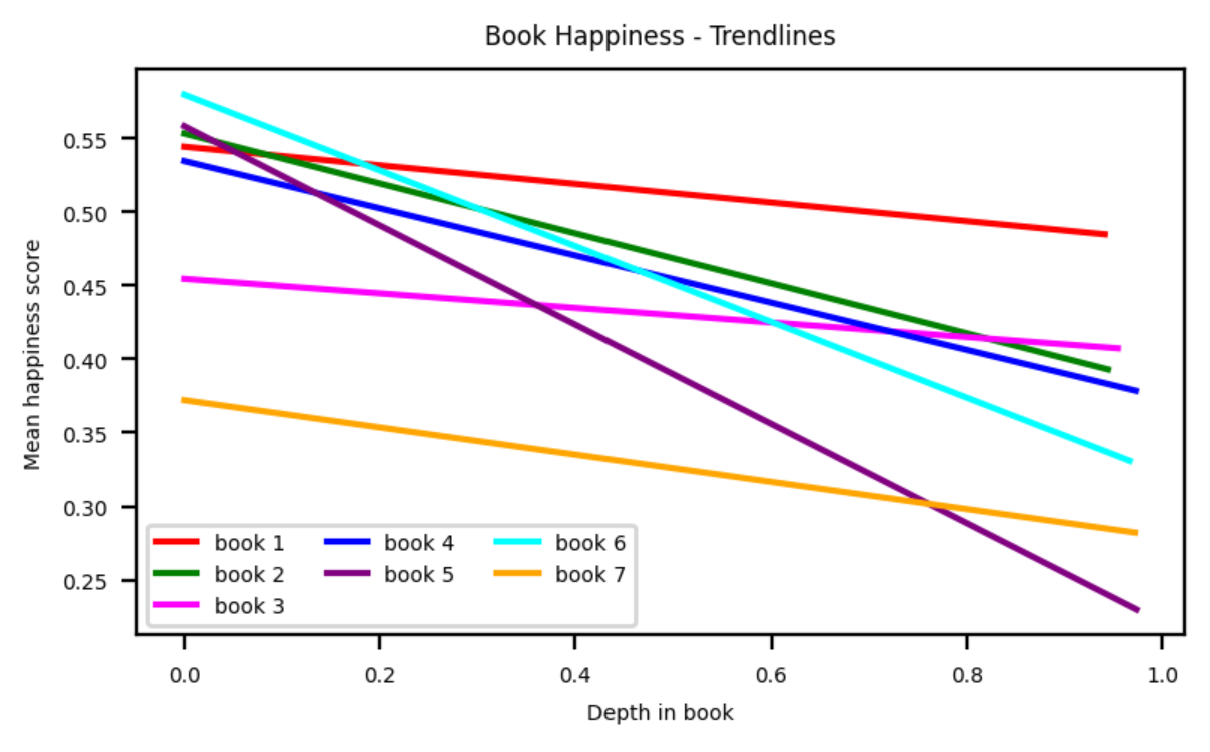 Book Happiness - Trendlines
Mean happiness score
0.55
0.50
0.45
0.40
0.35
0.30
0.25
book 1 book 4 book 6
book 2 book 5 book 7
book 3
0.0 0.2 0.4 0.6 0.8 1.0
Depth in book